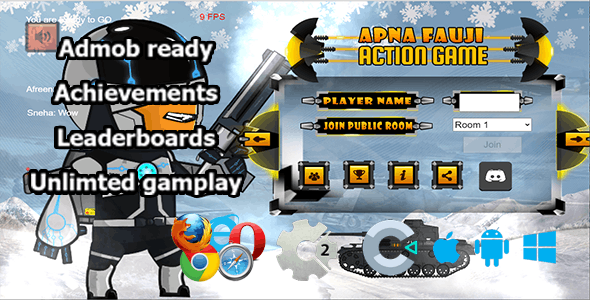 You are Ready to GO
9 FPS
Admob ready
Achievements
Leaderboards
Unlimted gamplay
Sneha: Wow
APNA FAUJI
ACTION GAME
PLAYER NAME
JOIN PUBLIC ROOM
Room 1
Join
2